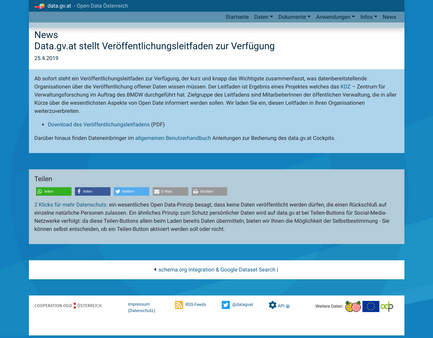 data.gv.at - Open Data Österreich
Startseite Daten Dokumente Anwendungen Infos News
News
Data.gv.at stellt Veröffentlichungsleitfaden zur Verfügung
25.4.2019
Ab sofort steht ein Veröffentlichungsleitfaden zur Verfügung, der kurz und knapp das Wichtigste zusammenfasst, was datenbereitstellende
Organisationen über die Veröffentlichung offener Daten wissen müssen. Der Leitfaden ist Ergebnis eines Projektes welches das KDZ – Zentrum für
Verwaltungsforschung im Auftrag des BMDW durchgeführt hat. Zielgruppe des Leitfadens sind MitarbeiterInnen der öffentlichen Verwaltung, die in aller
Kürze über die wesentlichsten Aspekte von Open Data informiert werden sollen. Wir laden Sie ein, diesen Leitfaden in Ihren Organisationen
weiterzuverbreiten.
Download des Veröffentlichungsleitfadens (PDF)
Darüber hinaus finden Dateneinbringer im allgemeinen Benutzerhandbuch Anleitungen zur Bedienung des data.gv.at Cockpits.
Teilen
teilen teilen twittern E-Mail drucken
2 Klicks für mehr Datenschutz: ein wesentliches Open Data-Prinzip besagt, dass keine Daten veröffentlicht werden dürfen, die einen Rückschluß auf
einzelne natürliche Personen zulassen. Ein ähnliches Prinzip zum Schutz persönlicher Daten wird auf data.gv.at bei Teilen-Buttons für Social-Media-
Netzwerke verfolgt: da diese Teilen-Buttons allein beim Laden bereits Daten übermitteln, bieten wir Ihnen die Möglichkeit der Selbstbestimmung - Sie
können selbst entscheiden, ob ein Teilen-Button aktiviert werden soll oder nicht.
schema.org Integration & Google Dataset Search |
COOPERATION OGD ÖSTERREICH
Impressum
(Datenschutz)
RSS-Feeds
@datagvat
API
Weitere Daten:
odp